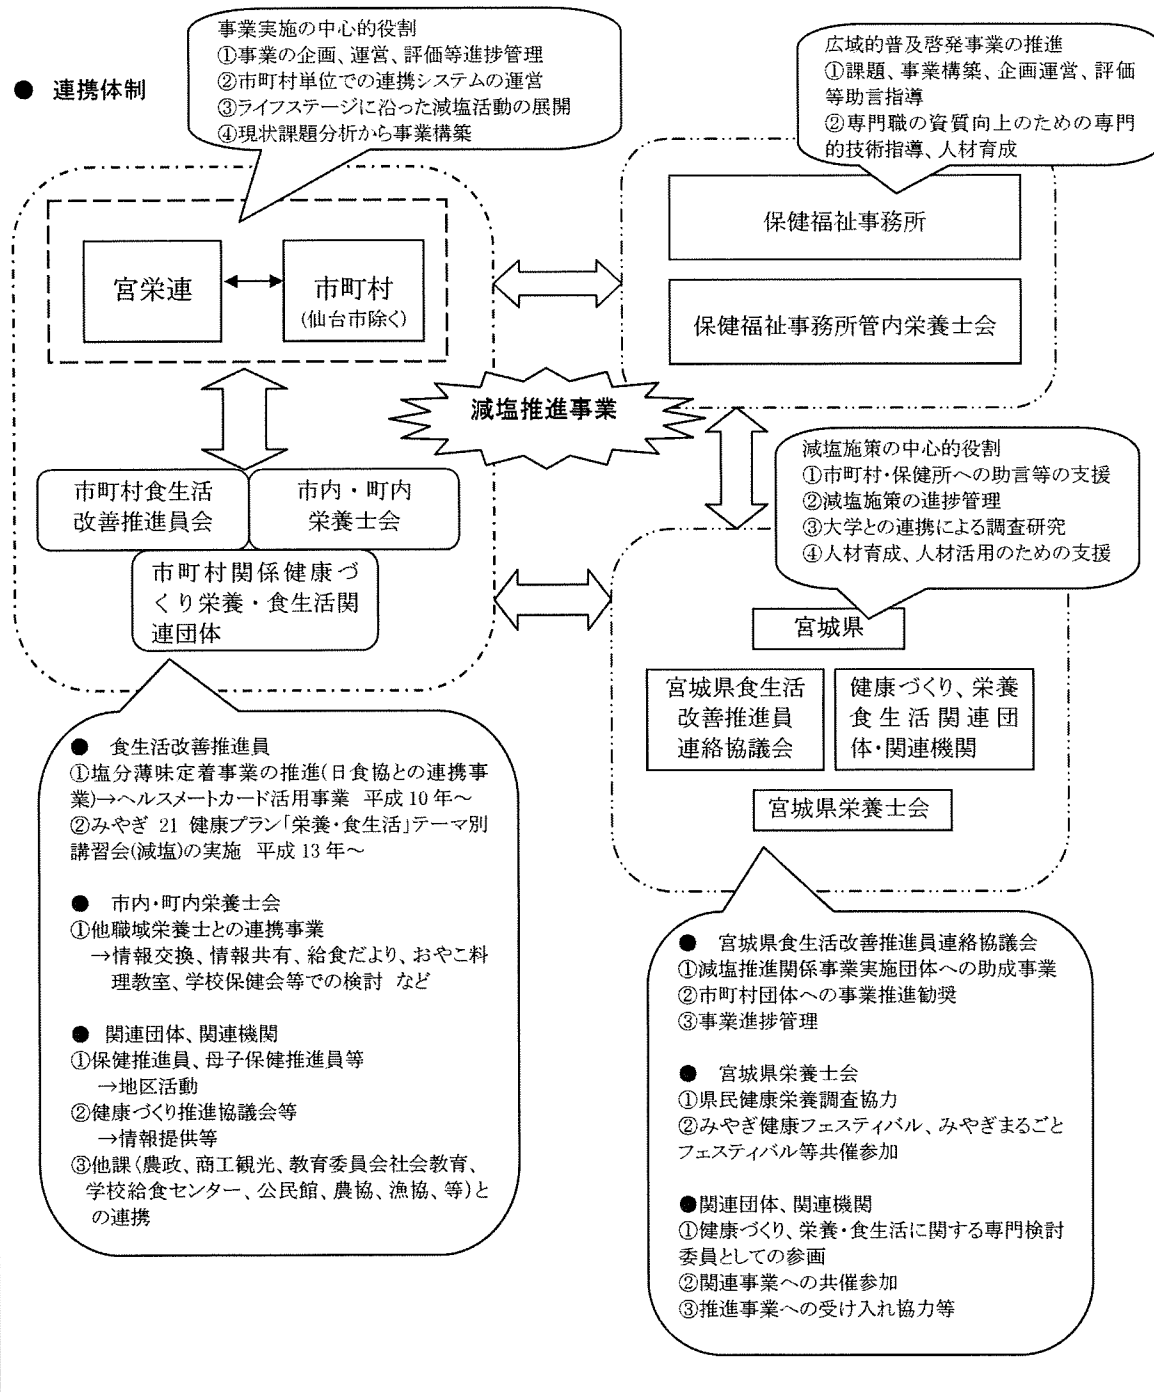 ● 連携体制
事業実施の中心的役割
①事業の企画、運営、評価等進捗管理
②市町村単位での連携システムの運営
③ライフステージに沿った減塩活動の展開
④現状課題分析から事業構築
広域的普及啓発事業の推進
①課題、事業構築、企画運営、評価
等助言指導
②専門職の資質向上のための専門
的技術指導、人材育成
宮栄連
市町村
(仙台市除く)
保健福祉事務所
保健福祉事務所管内栄養士会
減塩推進事業
市町村食生活
改善推進員会
市内・町内
栄養士会
市町村関係健康づ
くり栄養・食生活関
連団体
減塩施策の中心的役割
①市町村・保健所への助言等の支援
②減塩施策の進捗管理
③大学との連携による調査研究
④人材育成、人材活用のための支援
宮城県
宮城県食生活
改善推進員
連絡協議会
健康づくり、栄養
食生活関連団
体・関連機関
宮城県栄養士会
● 食生活改善推進員
①塩分薄味定着事業の推進(日食協との連携事
業)→ヘルスメートカード活用事業 平成10年~
②みやぎ 21 健康プラン「栄養・食生活」テーマ別
講習会(減塩)の実施 平成13年~
● 市内・町内栄養士会
①他職域栄養士との連携事業
→情報交換、情報共有、給食だより、おやこ料
理教室、学校保健会等での検討 など
● 関連団体、関連機関
①保健推進員、母子保健推進員等
→地区活動
②健康づくり推進協議会等
→情報提供等
③他課(農政、商工観光、教育委員会社会教育、
学校給食センター、公民館、農協、漁協、等)と
の連携
● 宮城県食生活改善推進員連絡協議会
①減塩推進関係事業実施団体への助成事業
②市町村団体への事業推進勧奨
③事業進捗管理
● 宮城県栄養士会
①県民健康栄養調査協力
②みやぎ健康フェスティバル、みやぎまるごと
フェスティバル等共催参加
●関連団体、関連機関
①健康づくり、栄養・食生活に関する専門検討
委員としての参画
②関連事業への共催参加
③推進事業への受け入れ協力等